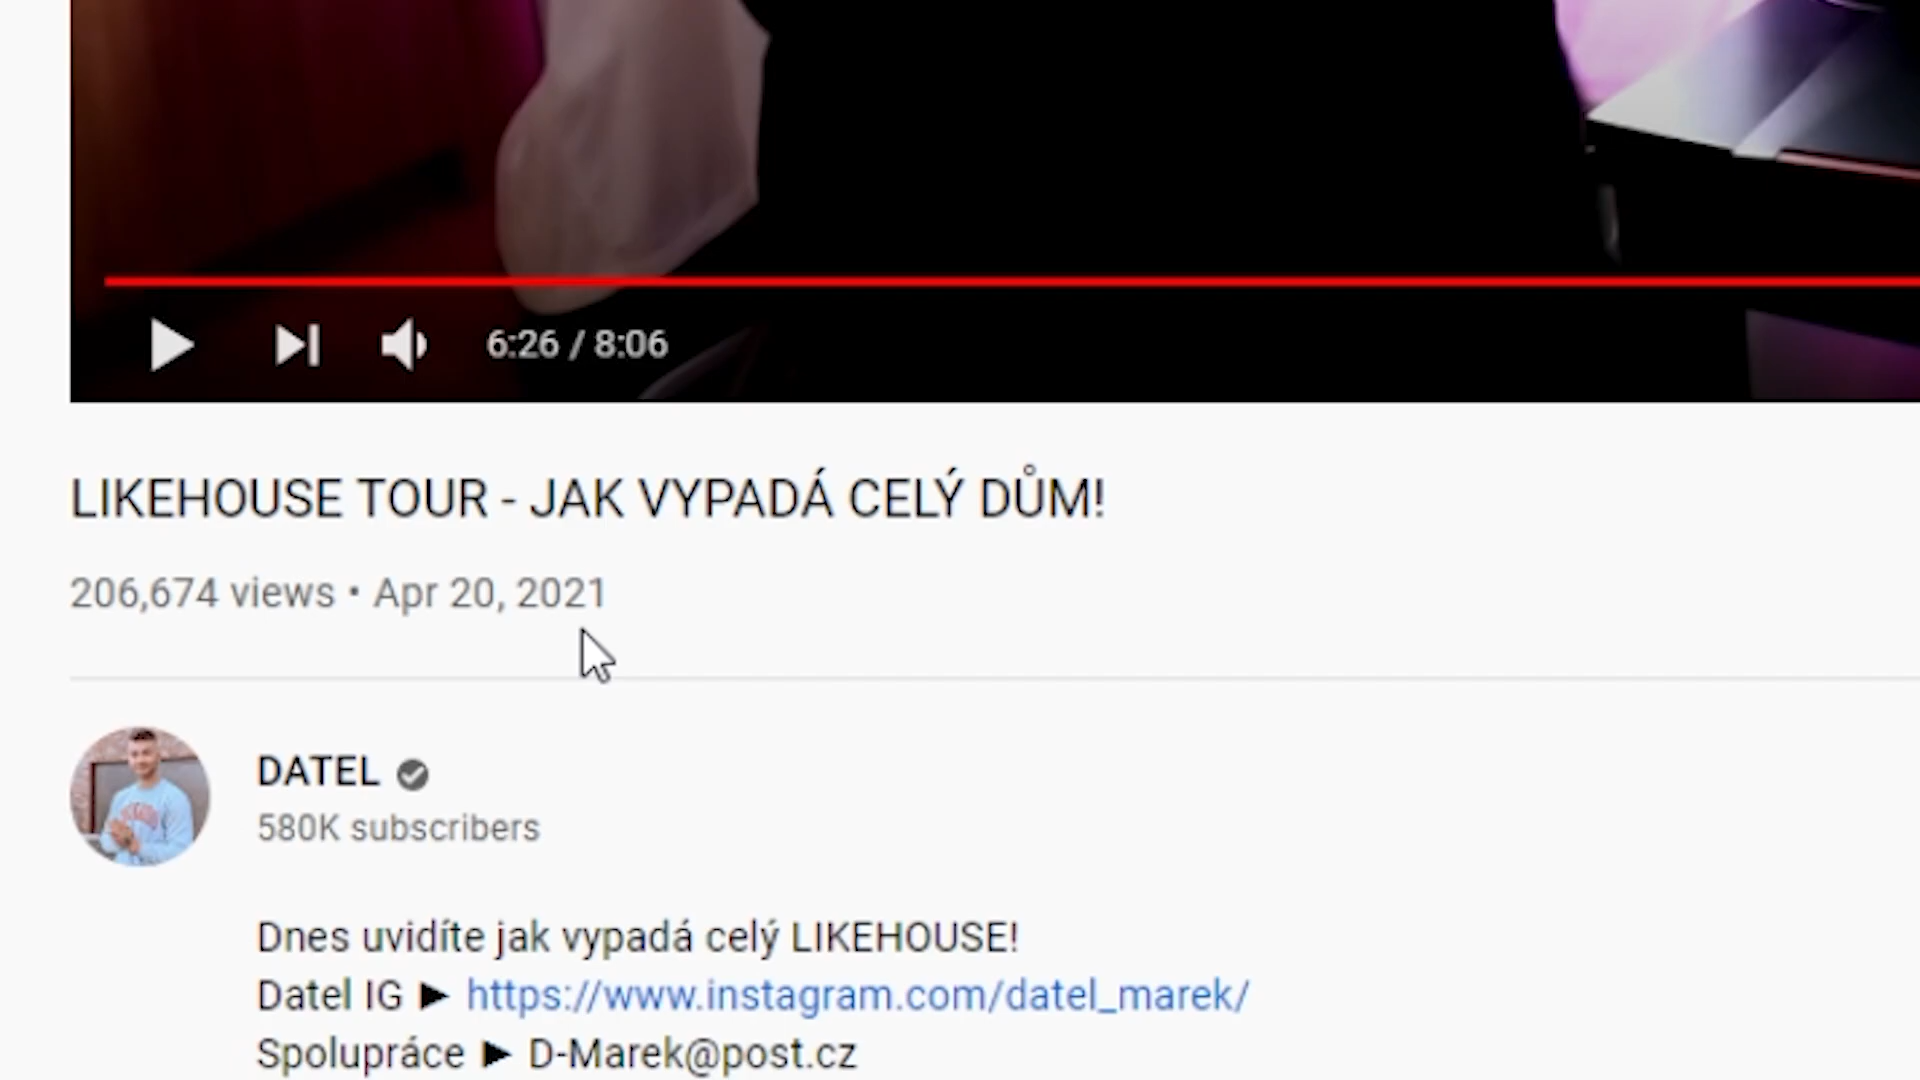 6:26 / 8:06
LIKEHOUSE TOUR - JAK VYPADÁ CELÝ DŮM!
206,674 views • Apr 20, 2021
DATEL
580K subscribers
Dnes uvidíte jak vypadá celý LIKEHOUSE!
Datel IG ► https://www.instagram.com/datel_marek/
Spolupráce ► D-Marek@post.cz